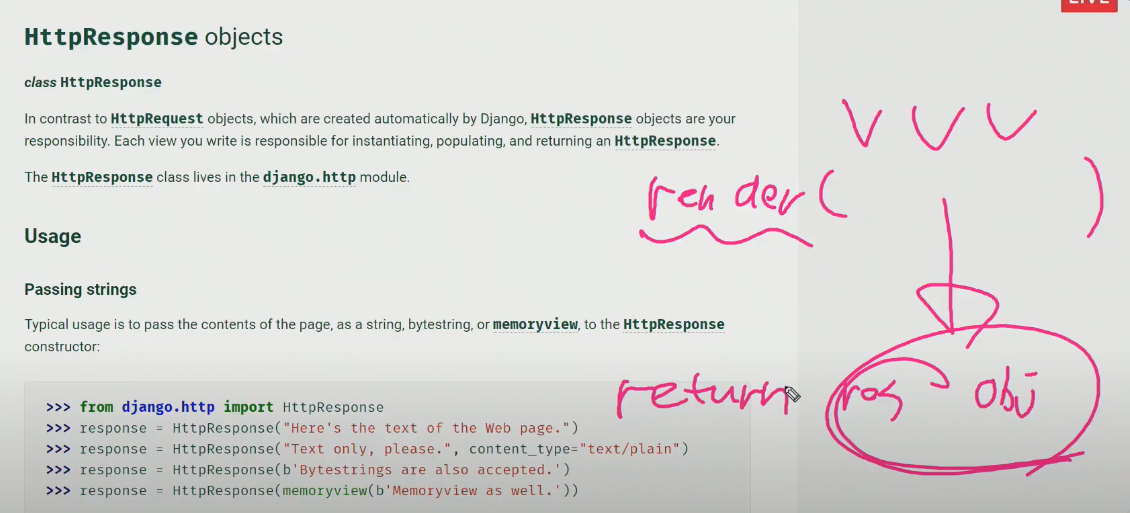 LIVE
HttpResponse objects
class HttpResponse
In contrast to HttpRequest objects, which are created automatically by Django, HttpResponse objects are your
responsibility. Each view you write is responsible for instantiating, populating, and returning an HttpResponse.
The HttpResponse class lives in the django.http module.
render( )
Usage
Passing strings
Typical usage is to pass the contents of the page, as a string, bytestring, or memoryview, to the HttpResponse
constructor:
return obj
>>> from django.http import HttpResponse
>>> response = HttpResponse("Here's the text of the Web page.")
>>> response = HttpResponse("Text only, please.", content_type="text/plain")
>>> response = HttpResponse(b'Bytestrings are also accepted.')
>>> response = HttpResponse(memoryview(b'Memoryview as well.'))